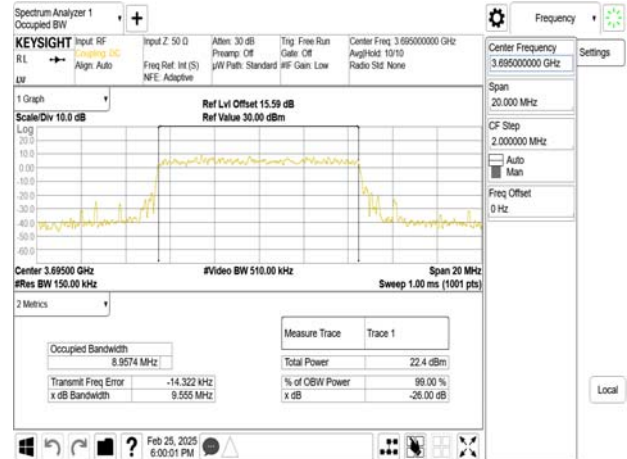 Spectrum Analyzer 1
Occupied BW
+
Frequency
KEYSIGHT
RL
Input: RF
Coupling: DC
Align: Auto
Input Z: 50 Ω
Freq Ref: Int (S)
NFE: Adaptive
Atten: 30 dB
Preamp: Off
µW Path: Standard
Trig: Free Run
Gate: Off
#IF Gain: Low
Center Freq: 3.695000000 GHz
Avg|Hold: 10/10
Radio Std: None
Center Frequency
3.695000000 GHz
Settings
Span
20.000 MHz
CF Step
2.000000 MHz
Auto
Man
Freq Offset
0 Hz
Local
1 Graph
Scale/Div 10.0 dB
Ref Lvl Offset 15.59 dB
Ref Value 30.00 dBm
Log
20.0
10.0
0.00
-10.0
-20.0
-30.0
-40.0
-50.0
-60.0
Center 3.69500 GHz
#Video BW 510.00 kHz
Span 20 MHz
#Res BW 150.00 kHz
Sweep 1.00 ms (1001 pts)
2 Metrics
Occupied Bandwidth
8.9574 MHz
Transmit Freq Error -14.322 kHz
x dB Bandwidth 9.555 MHz
Measure Trace Trace 1
Total Power 22.4 dBm
% of OBW Power 99.00 %
x dB -26.00 dB
?
Feb 25, 2025
6:00:01 PM